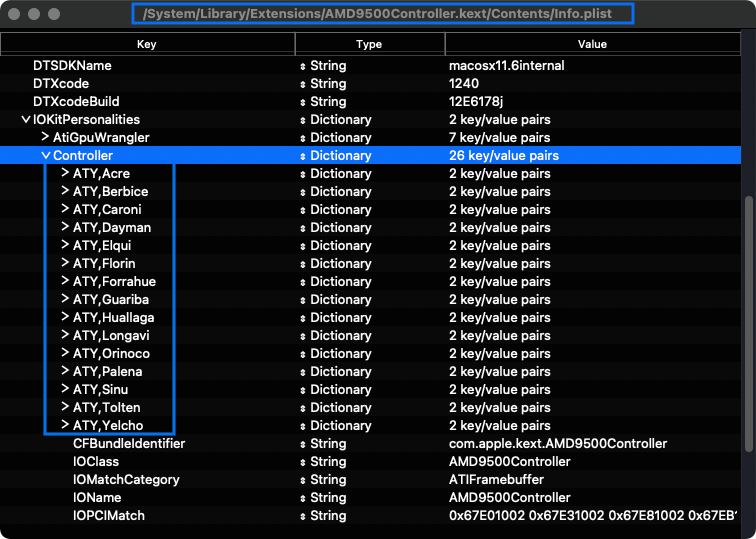 /System/Library/Extensions/AMD9500Controller.kext/Contents/Info.plist
Key Type Value
DTSDKName String macosx11.6internal
DTXcode String 1240
DTXcodeBuild String 12E6178j
IOKitPersonalities Dictionary 2 key/value pairs
AtiGpuWrangler Dictionary 7 key/value pairs
Controller Dictionary 26 key/value pairs
ATY,Acre Dictionary 2 key/value pairs
ATY,Berbice Dictionary 2 key/value pairs
ATY,Caroni Dictionary 2 key/value pairs
ATY,Dayman Dictionary 2 key/value pairs
ATY,Elqui Dictionary 2 key/value pairs
ATY,Florin Dictionary 2 key/value pairs
ATY,Forrahue Dictionary 2 key/value pairs
ATY,Guariba Dictionary 2 key/value pairs
ATY,Huallaga Dictionary 2 key/value pairs
ATY,Longavi Dictionary 2 key/value pairs
ATY,Orinoco Dictionary 2 key/value pairs
ATY,Palena Dictionary 2 key/value pairs
ATY,Sinu Dictionary 2 key/value pairs
ATY,Tolten Dictionary 2 key/value pairs
ATY,Yelcho Dictionary 2 key/value pairs
CFBundleIdentifier String com.apple.kext.AMD9500Controller
IOClass String AMD9500Controller
IOMatchCategory String ATIFramebuffer
IOName String AMD9500Controller
IOPCIMatch String 0x67E01002 0x67E31002 0x67E81002 0x67EB